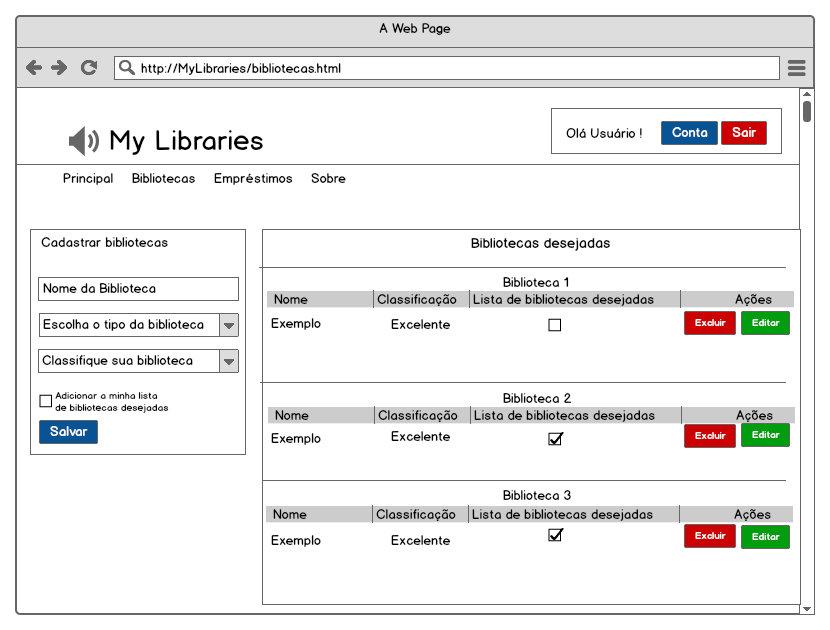 A Web Page
http://MyLibraries/bibliotecas.html
My Libraries
Olá Usuário !
Conta
Sair
Principal Bibliotecas Empréstimos Sobre
Cadastrar bibliotecas
Nome da Biblioteca
Escolha o tipo da biblioteca
Classifique sua biblioteca
Adicionar a minha lista
de bibliotecas desejadas
Salvar
Bibliotecas desejadas
Biblioteca 1
Nome Classificação Lista de bibliotecas desejadas Ações
Exemplo Excelente Excluir Editar
Biblioteca 2
Nome Classificação Lista de bibliotecas desejadas Ações
Exemplo Excelente Excluir Editar
Biblioteca 3
Nome Classificação Lista de bibliotecas desejadas Ações
Exemplo Excelente Excluir Editar